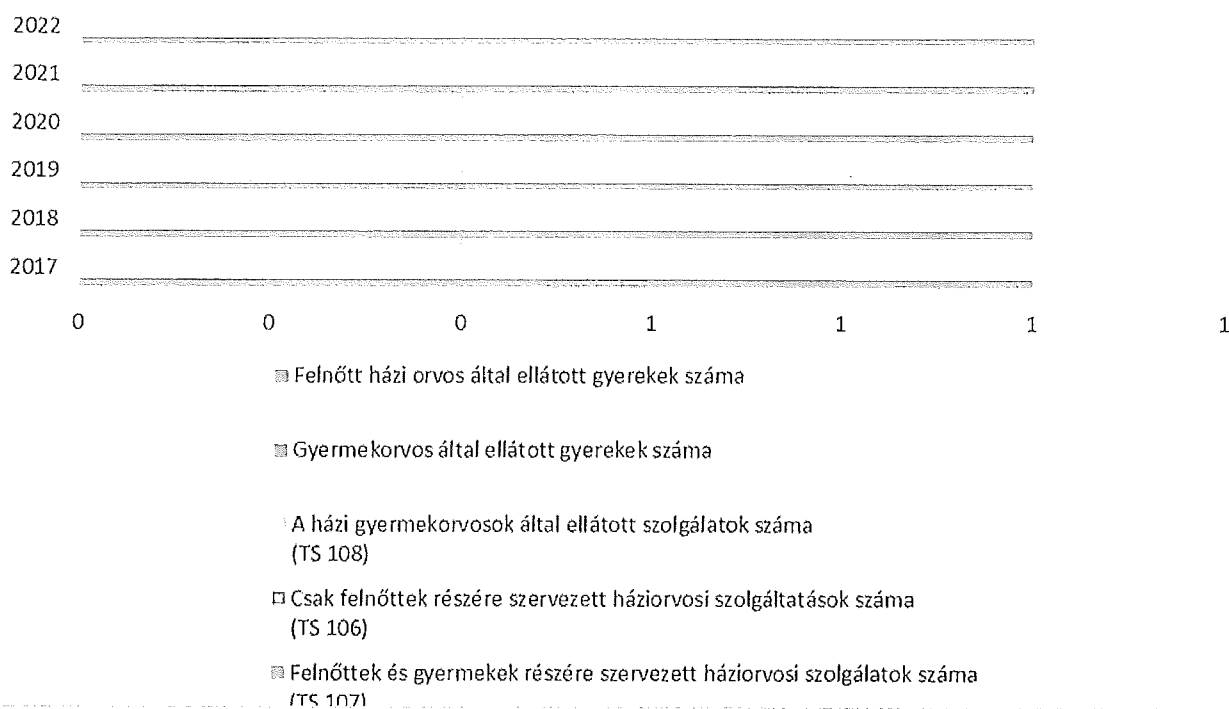 2022
2021
2020
2019
2018
2017
0 0 0 1 1 1 1
Felnőtt házi orvos által ellátott gyerekek száma
Gyermekorvos által ellátott gyerekek száma
A házi gyermekorvosok által ellátott szolgálatok száma
(TS 108)
Csak felnőttek részére szervezett háziorvosi szolgáltatások száma
(TS 106)
Felnőttek és gyermekek részére szervezett háziorvosi szolgálatok száma
(TS 107)